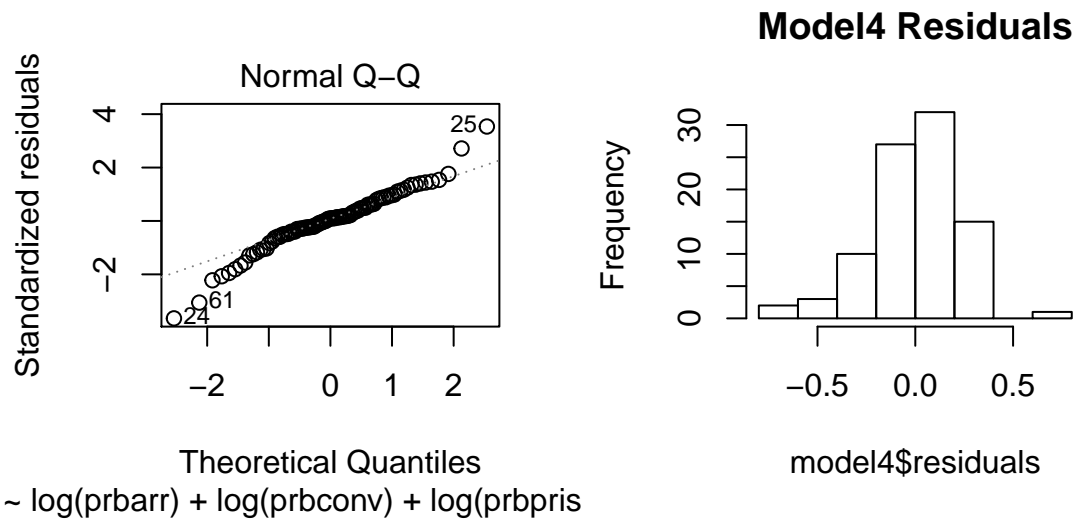 Normal Q−Q
Standardized residuals
4
2
−2
25
61
24
−2 0 1 2
Theoretical Quantiles
~ log(prbarr) + log(prbconv) + log(prbpris
Model4 Residuals
Frequency
30
20
10
0
−0.5 0.0 0.5
model4$residuals